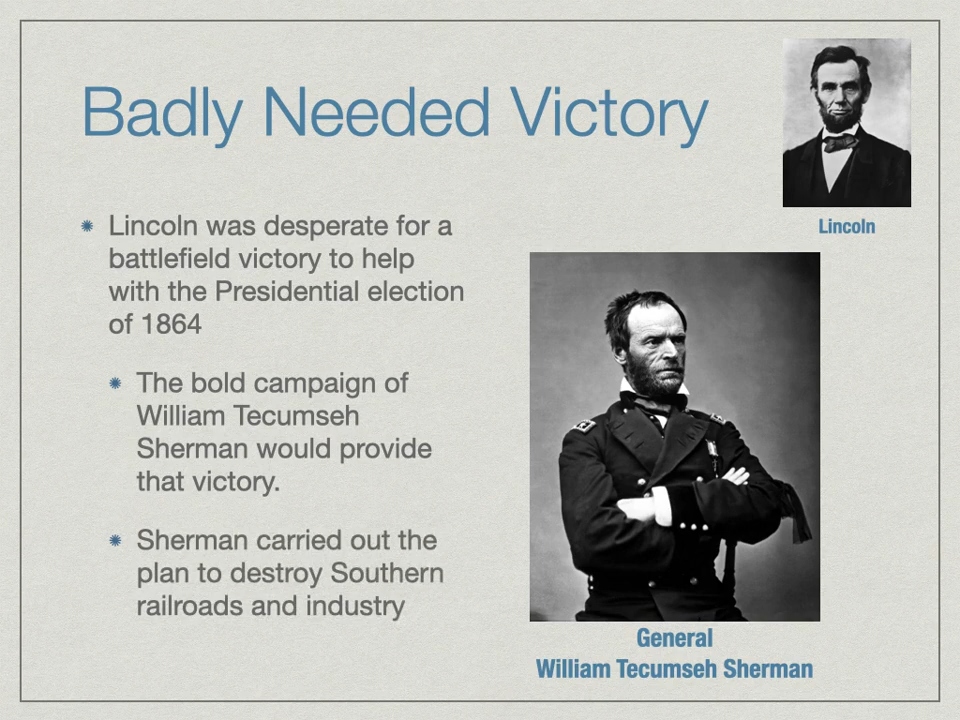 Badly Needed Victory
Lincoln
Lincoln was desperate for a
battlefield victory to help
with the Presidential election
of 1864
The bold campaign of
William Tecumseh
Sherman would provide
that victory.
Sherman carried out the
plan to destroy Southern
railroads and industry
General
William Tecumseh Sherman